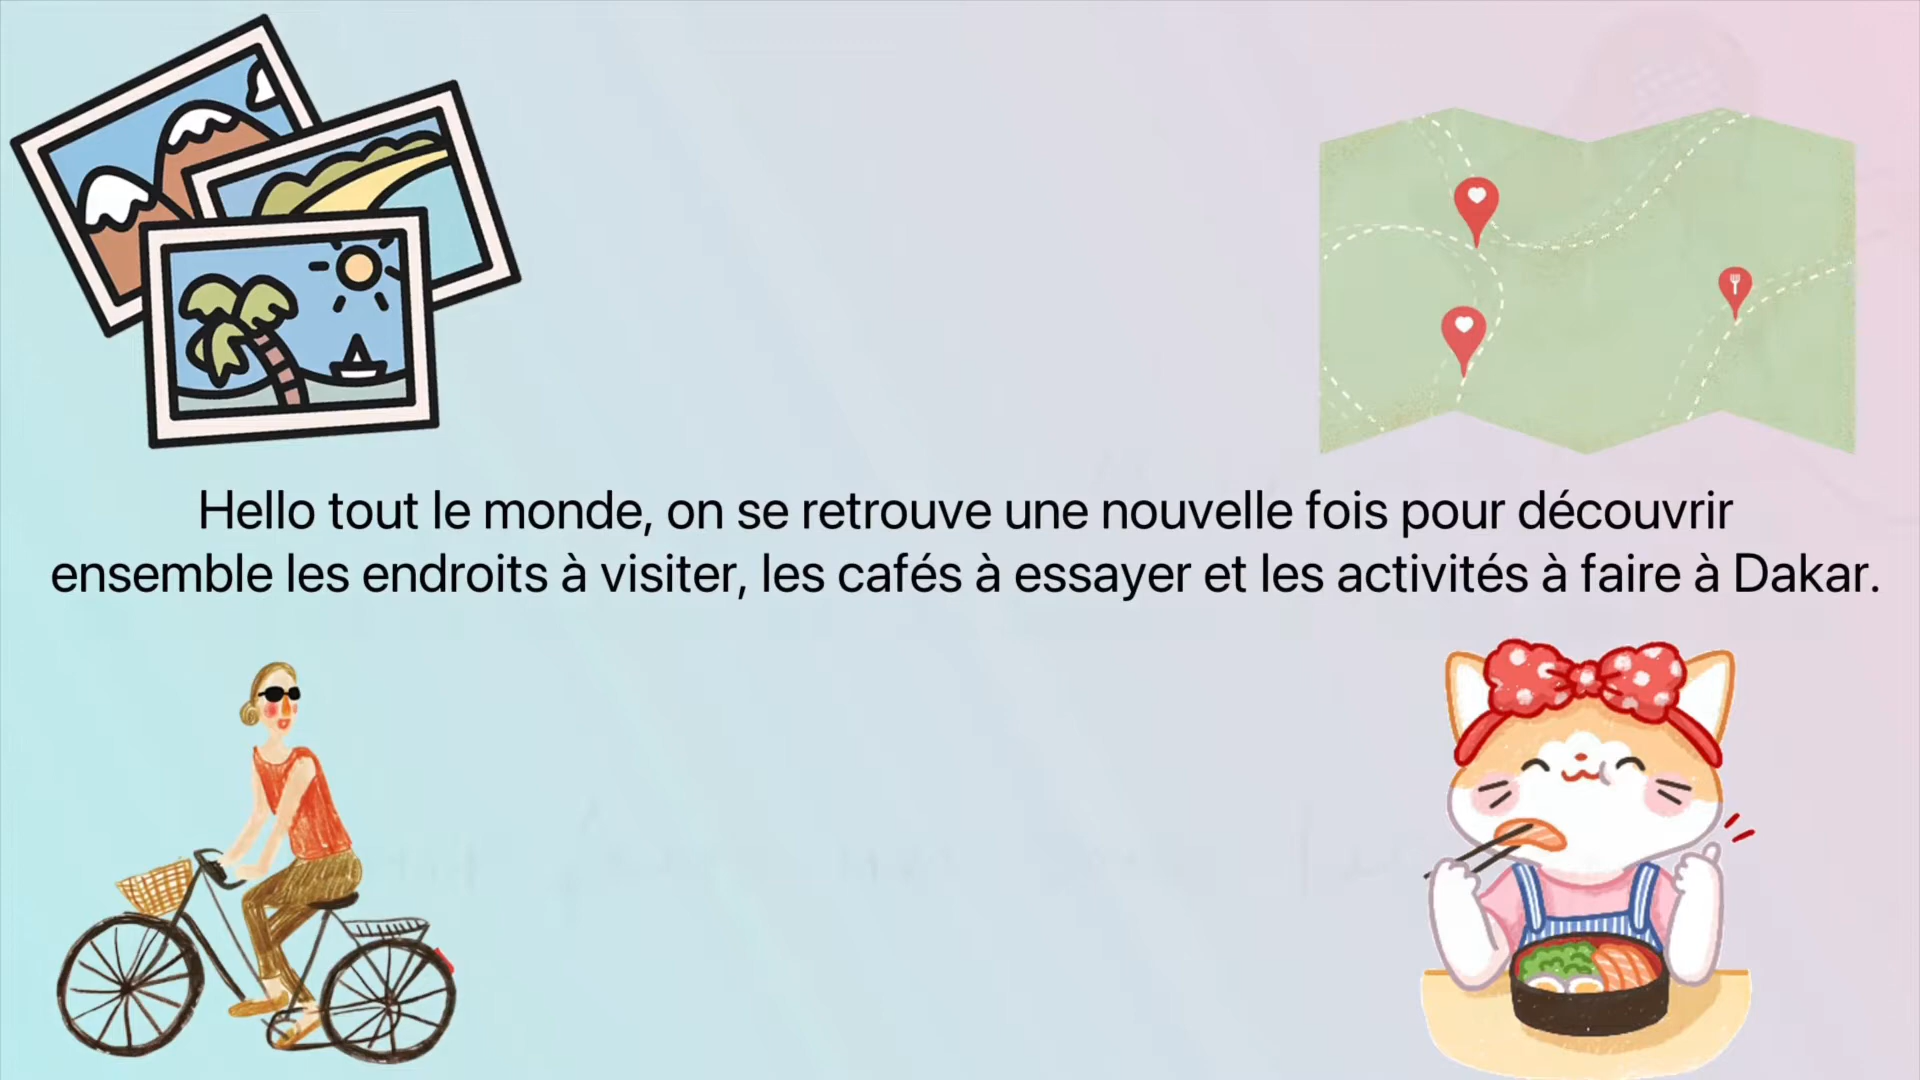 Hello tout le monde, on se retrouve une nouvelle fois pour découvrir
ensemble les endroits à visiter, les cafés à essayer et les activités à faire à Dakar.